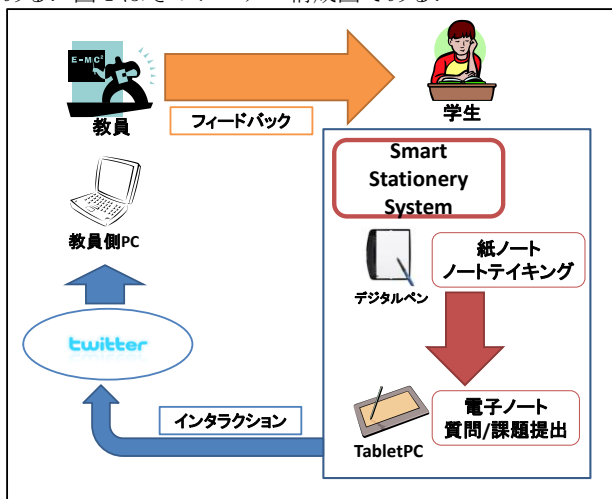 E=MC²
教員
フィードバック
学生
Smart
Stationery
System
教員側PC
デジタルペン
紙ノート
ノートテイキング
twitter
インタラクション
TabletPC
電子ノート
質問/課題提出